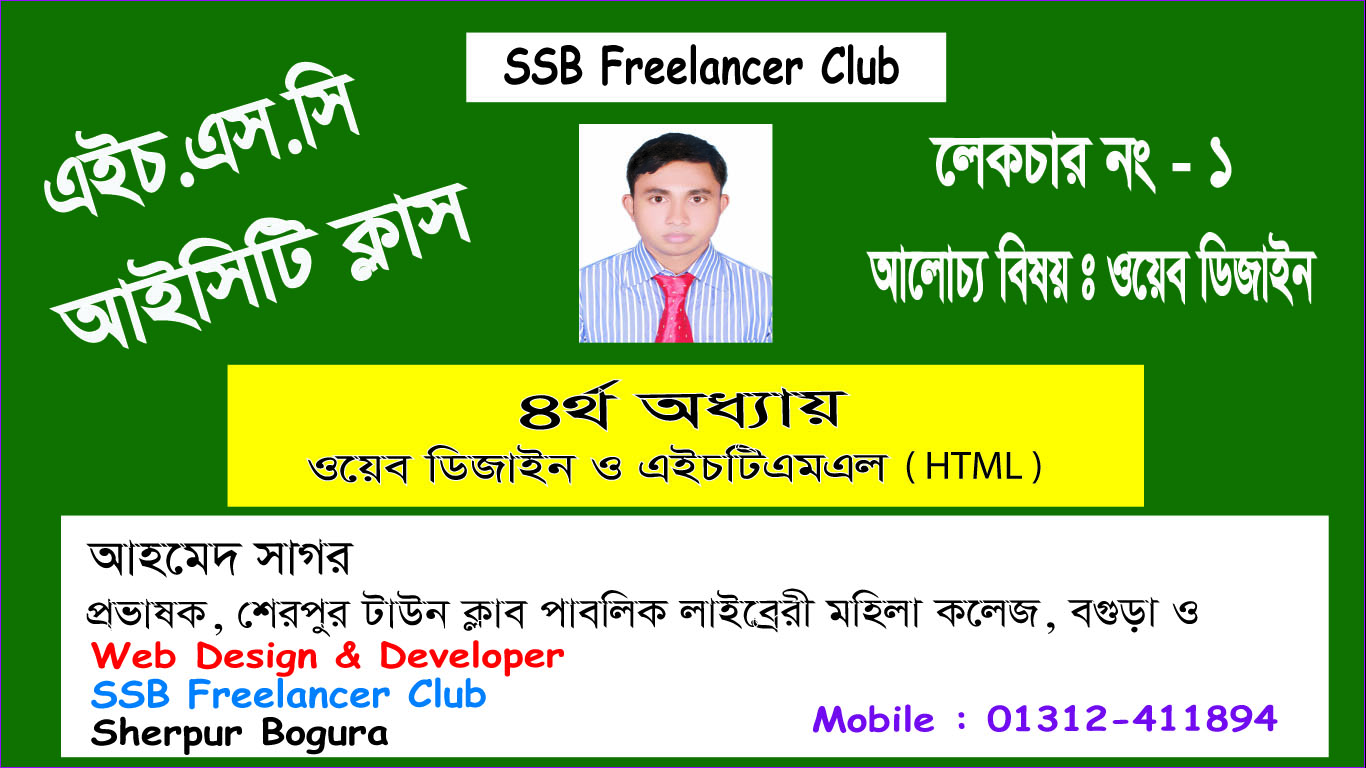 SSB Freelancer Club
এইচ.এস.সি
আইসিটি ক্লাস
লেকচার নং - ১
আলোচ্য বিষয় ঃ ওয়েব ডিজাইন
৪র্থ অধ্যায়
ওয়েব ডিজাইন ও এইচটিএমএল ( HTML )
আহমেদ সাগর
প্রভাষক, শেরপুর টাউন ক্লাব পাবলিক লাইব্রেরী মহিলা কলেজ, বগুড়া ও
Web Design & Developer
SSB Freelancer Club
Sherpur Bogura
Mobile : 01312-411894